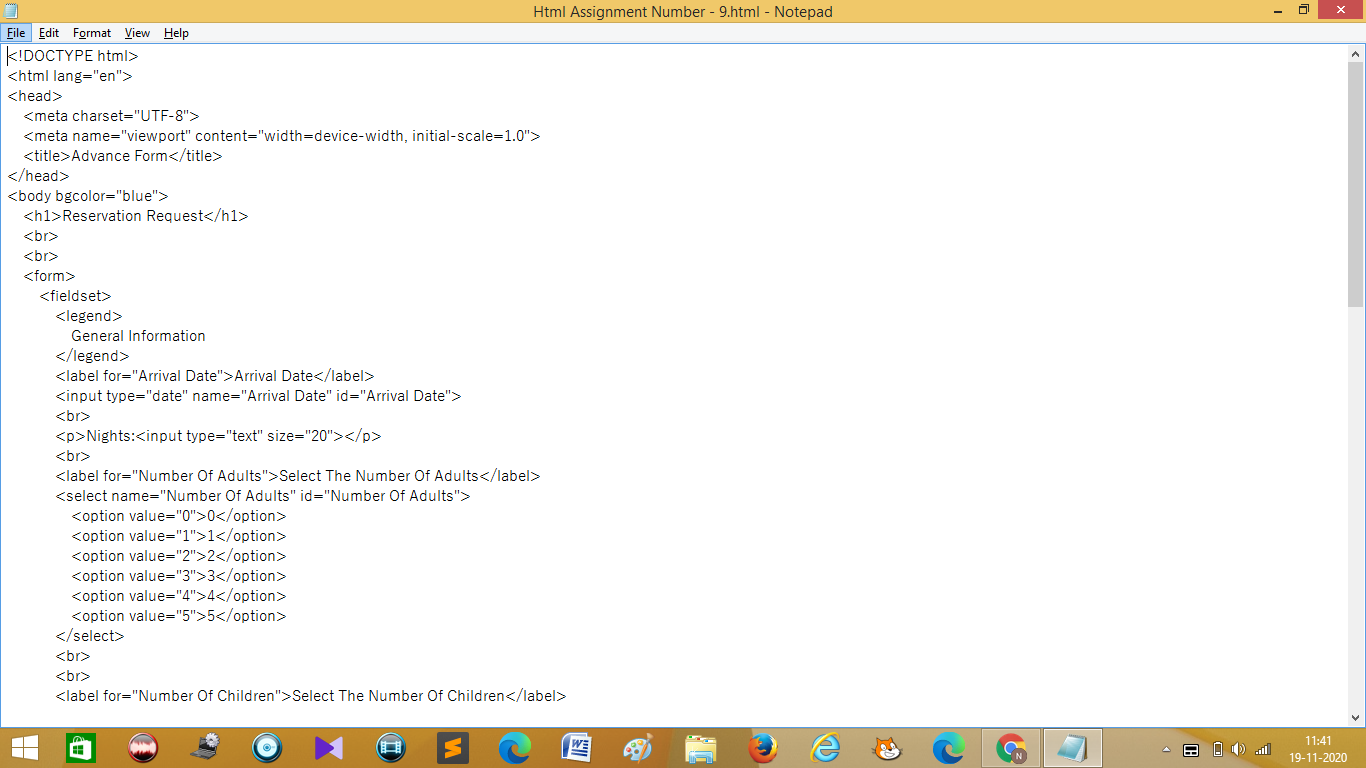 Html Assignment Number - 9.html - Notepad
File Edit Format View Help
<!DOCTYPE html>
<html lang="en">
<head>
    <meta charset="UTF-8">
    <meta name="viewport" content="width=device-width, initial-scale=1.0">
    <title>Advance Form</title>
</head>
<body bgcolor="blue">
    <h1>Reservation Request</h1>
    <br>
    <br>
    <form>
        <fieldset>
            <legend>
                General Information
            </legend>
            <label for="Arrival Date">Arrival Date</label>
            <input type="date" name="Arrival Date" id="Arrival Date">
            <br>
            <p>Nights:<input type="text" size="20"></p>
            <br>
            <label for="Number Of Adults">Select The Number Of Adults</label>
            <select name="Number Of Adults" id="Number Of Adults">
                <option value="0">0</option>
                <option value="1">1</option>
                <option value="2">2</option>
                <option value="3">3</option>
                <option value="4">4</option>
                <option value="5">5</option>
            </select>
            <br>
            <br>
            <label for="Number Of Children">Select The Number Of Children</label>
N
11:41
19-11-2020